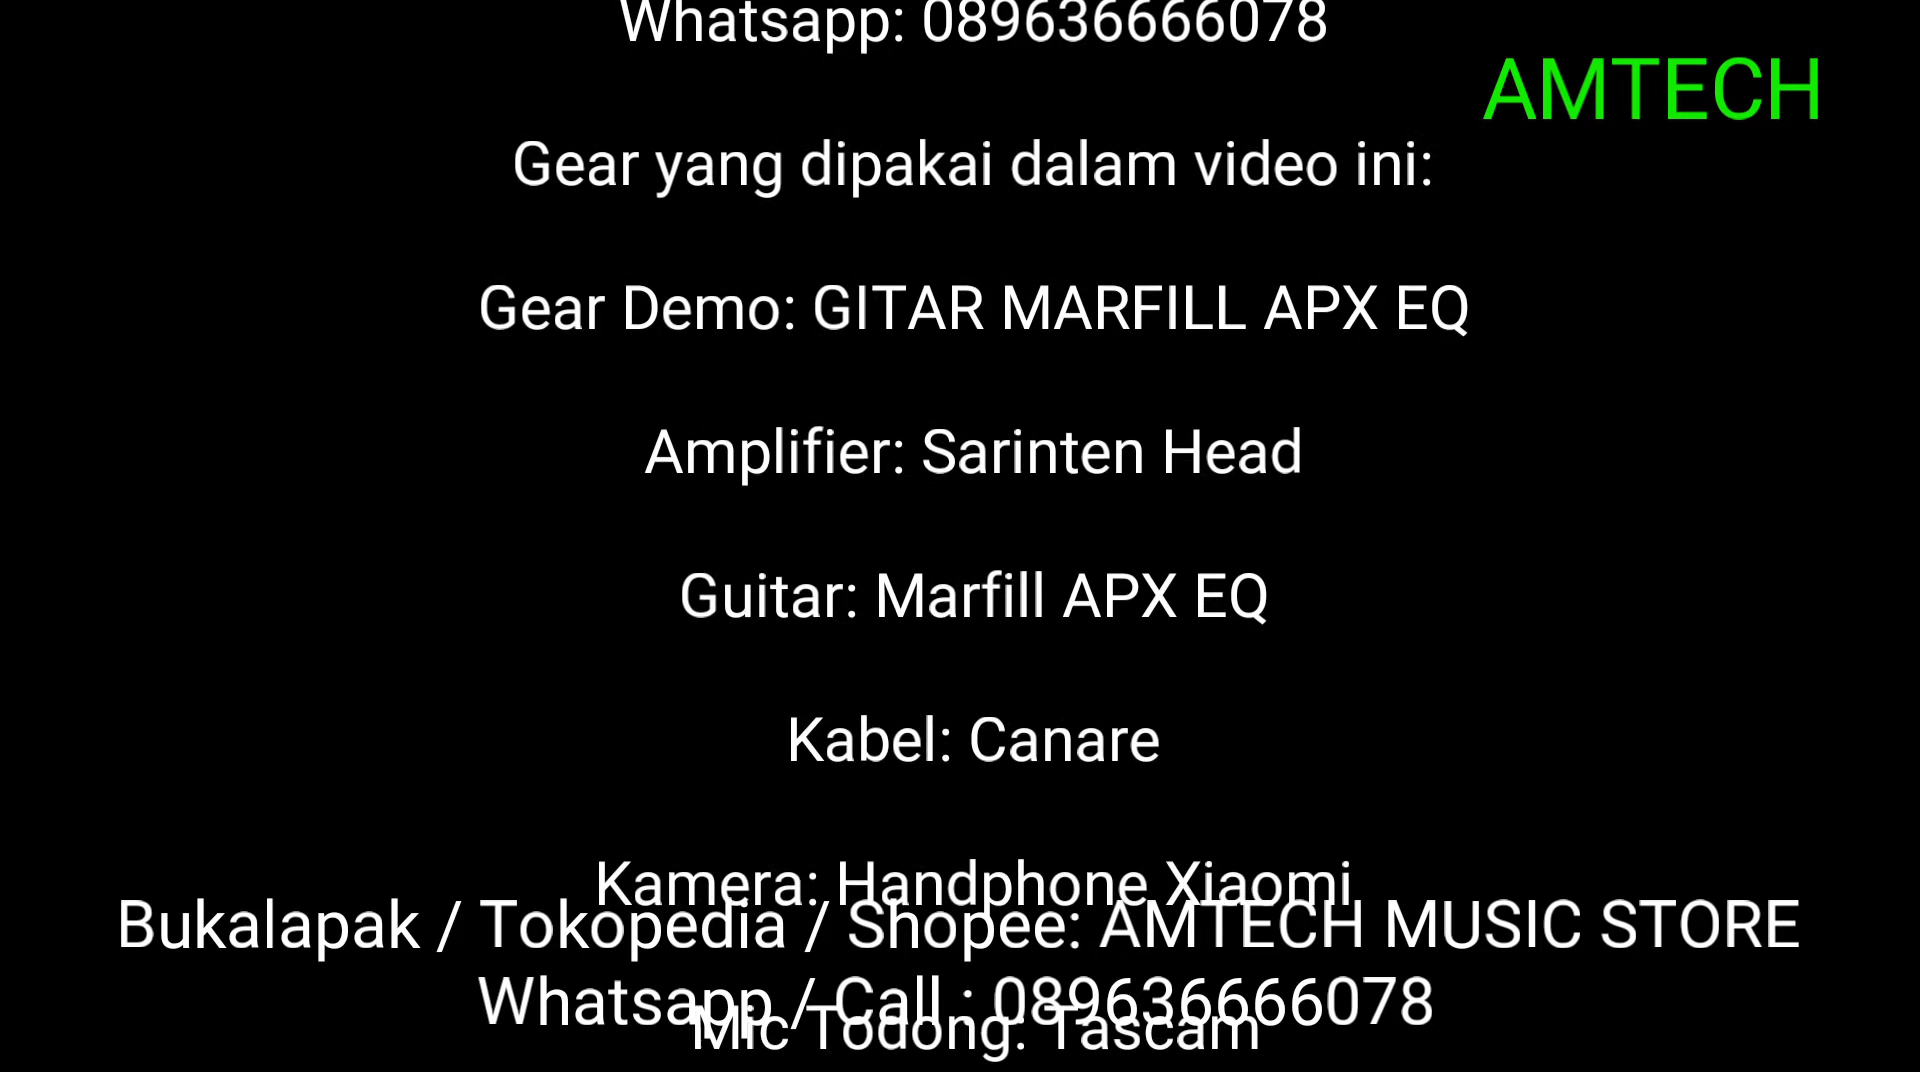 Whatsapp: 089636666078
AMTECH
Gear yang dipakai dalam video ini:
Gear Demo: GITAR MARFILL APX EQ
Amplifier: Sarinten Head
Guitar: Marfill APX EQ
Kabel: Canare
Kamera: Handphone Xiaomi
Bukalapak / Tokopedia / Shopee: AMTECH MUSIC STORE
Whatsapp / Call : 089636666078
Mic Todong: Tascam